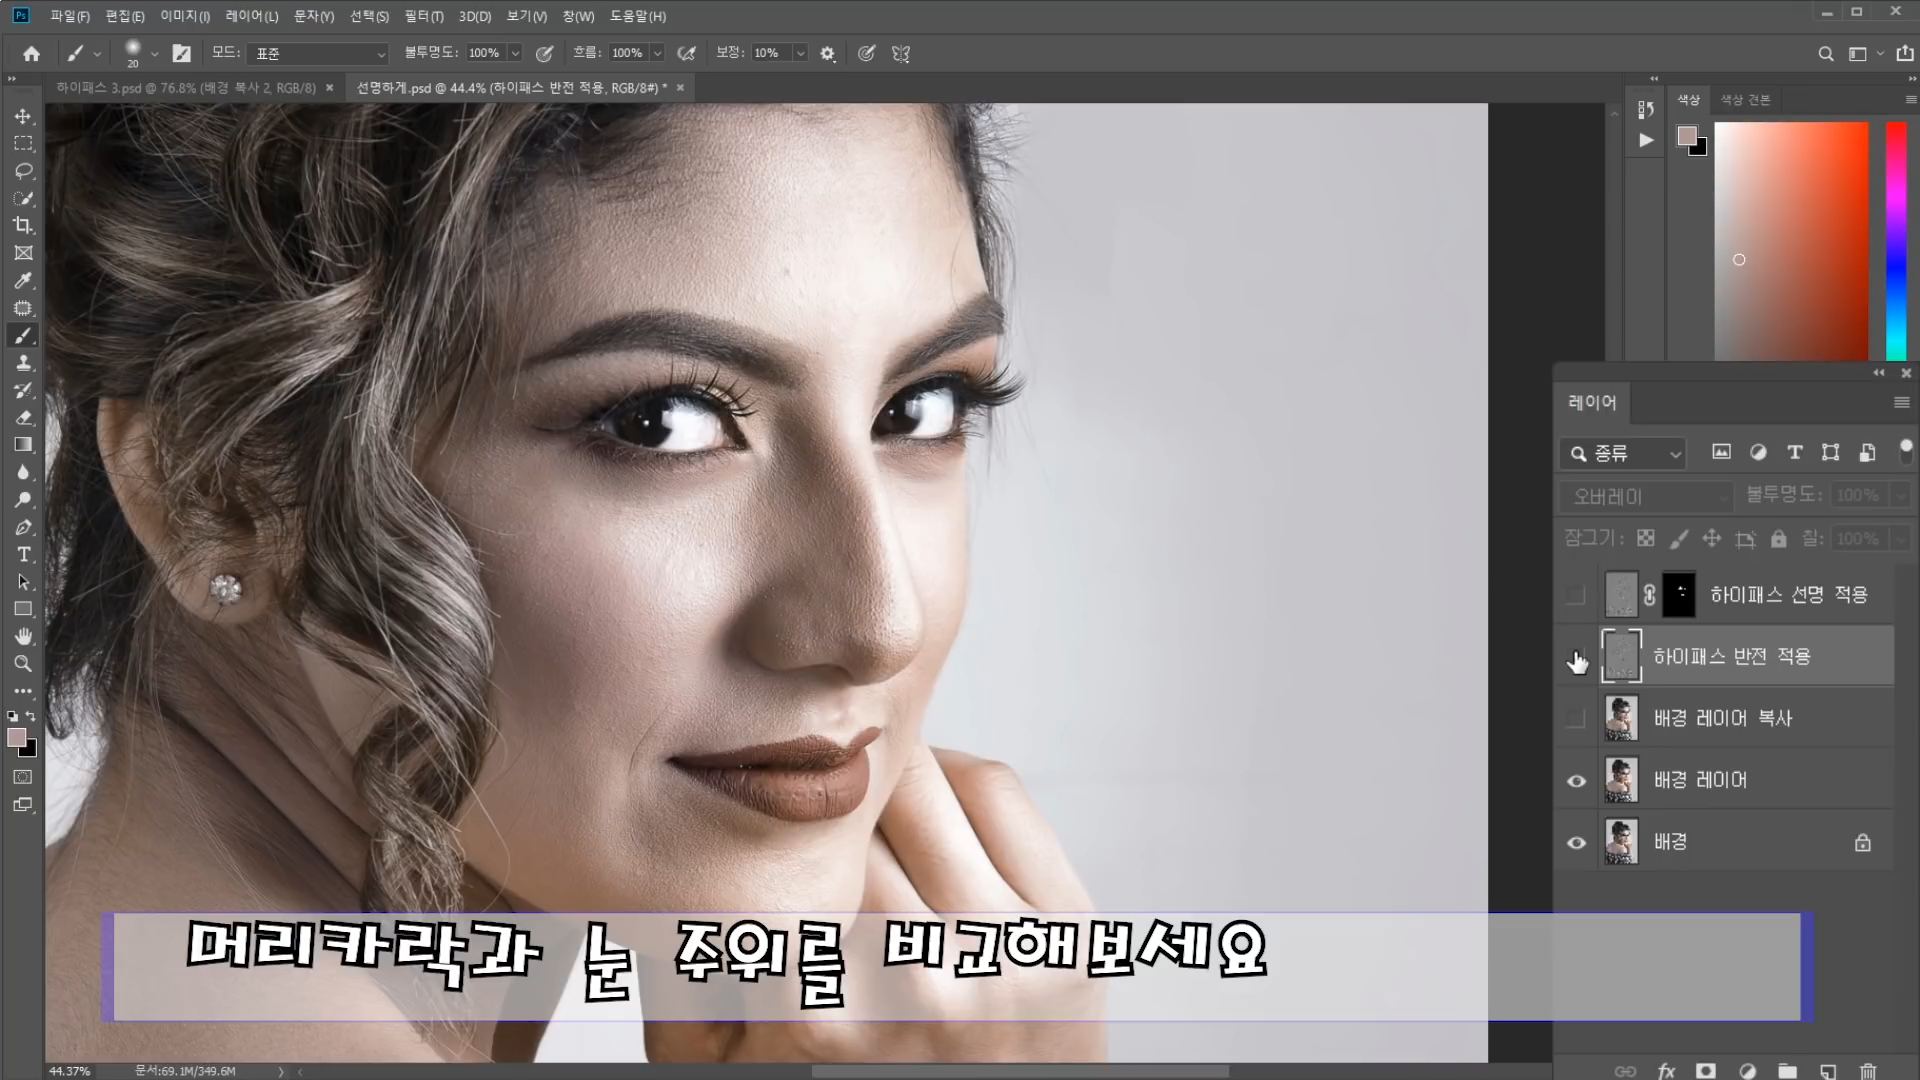 Ps 파일(F) 편집(E) 이미지(I) 레이어(L) 문자(Y) 선택(S) 필터(T) 3D(D) 보기(V) 창(W) 도움말(H)
20 모드: 표준 불투명도: 100% 흐름: 100% 보정: 10%
하이패스 3.psd @ 76.8% (배경 복사 2, RGB/8) × 선명하게.psd @ 44.4% (하이패스 반전 적용, RGB/8#) * ×
색상 색상 견본
레이어
종류
오버레이 불투명도: 100%
잠그기: 칠: 100%
하이패스 선명 적용
하이패스 반전 적용
배경 레이어 복사
배경 레이어
배경
머리카락과 눈 주위를 비교해보세요
44.37% 문서:69.1M/349.6M
fx